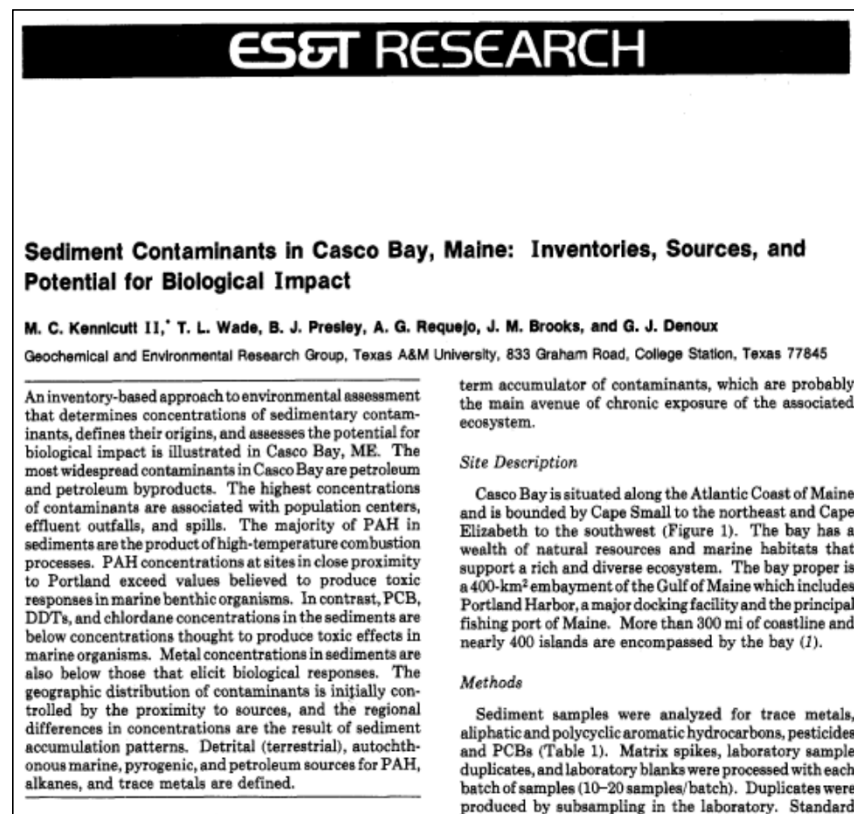 ES&T RESEARCH
Sediment Contaminants in Casco Bay, Maine: Inventories, Sources, and
Potential for Biological Impact
M. C. Kennicutt II,* T. L. Wade, B. J. Presley, A. G. Requejo, J. M. Brooks, and G. J. Denoux
Geochemical and Environmental Research Group, Texas A&M University, 833 Graham Road, College Station, Texas 77845
An inventory-based approach to environmental assessment
that determines concentrations of sedimentary contam-
inants, defines their origins, and assesses the potential for
biological impact is illustrated in Casco Bay, ME. The
most widespread contaminants in Casco Bay are petroleum
and petroleum byproducts. The highest concentrations
of contaminants are associated with population centers,
effluent outfalls, and spills. The majority of PAH in
sediments are the product of high-temperature combustion
processes. PAH concentrations at sites in close proximity
to Portland exceed values believed to produce toxic
responses in marine benthic organisms. In contrast, PCB,
DDTs, and chlordane concentrations in the sediments are
below concentrations thought to produce toxic effects in
marine organisms. Metal concentrations in sediments are
also below those that elicit biological responses. The
geographic distribution of contaminants is initially con-
trolled by the proximity to sources, and the regional
differences in concentrations are the result of sediment
accumulation patterns. Detrital (terrestrial), autochth-
onous marine, pyrogenic, and petroleum sources for PAH,
alkanes, and trace metals are defined.
term accumulator of contaminants, which are probably
the main avenue of chronic exposure of the associated
ecosystem.
Site Description
Casco Bay is situated along the Atlantic Coast of Maine
and is bounded by Cape Small to the northeast and Cape
Elizabeth to the southwest (Figure 1). The bay has a
wealth of natural resources and marine habitats that
support a rich and diverse ecosystem. The bay proper is
a 400-km² embayment of the Gulf of Maine which includes
Portland Harbor, a major docking facility and the principal
fishing port of Maine. More than 300 mi of coastline and
nearly 400 islands are encompassed by the bay (1).
Methods
Sediment samples were analyzed for trace metals,
aliphatic and polycyclic aromatic hydrocarbons, pesticides
and PCBs (Table 1). Matrix spikes, laboratory sample
duplicates, and laboratory blanks were processed with each
batch of samples (10–20 samples/batch). Duplicates were
produced by subsampling in the laboratory. Standard